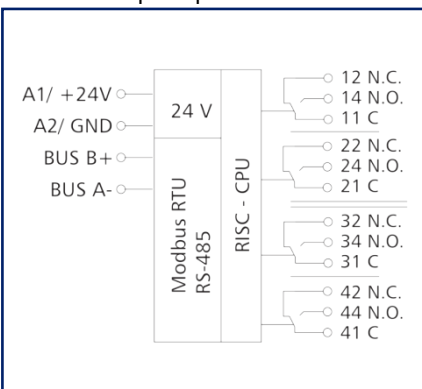 A1/ +24V
A2/ GND
BUS B+
BUS A-
24 V
Modbus RTU
RS-485
RISC - CPU
12 N.C.
14 N.O.
11 C
22 N.C.
24 N.O.
21 C
32 N.C.
34 N.O.
31 C
42 N.C.
44 N.O.
41 C